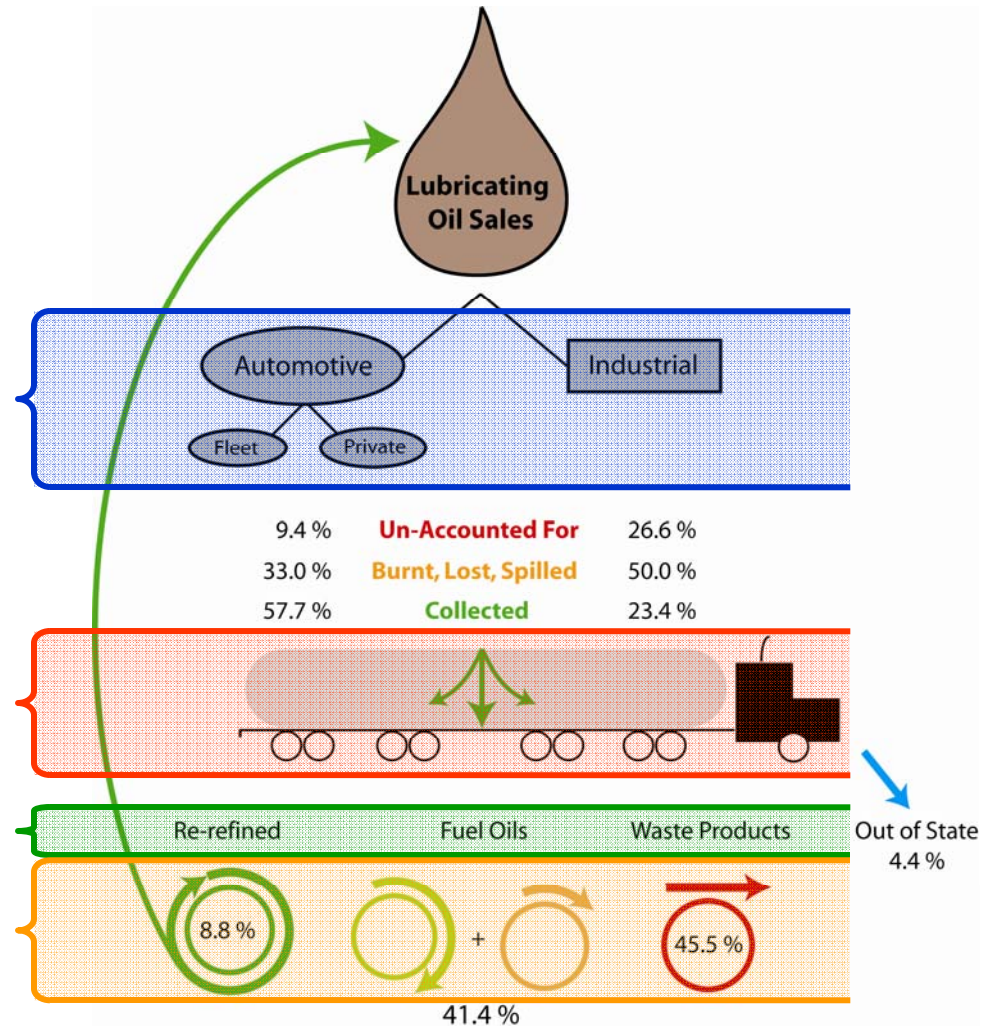 Lubricating
Oil Sales
Automotive
Industrial
Fleet
Private
9.4 % Un-Accounted For 26.6 %
33.0 % Burnt, Lost, Spilled 50.0 %
57.7 % Collected 23.4 %
Re-refined Fuel Oils Waste Products Out of State
4.4 %
8.8 % + 45.5 %
41.4 %